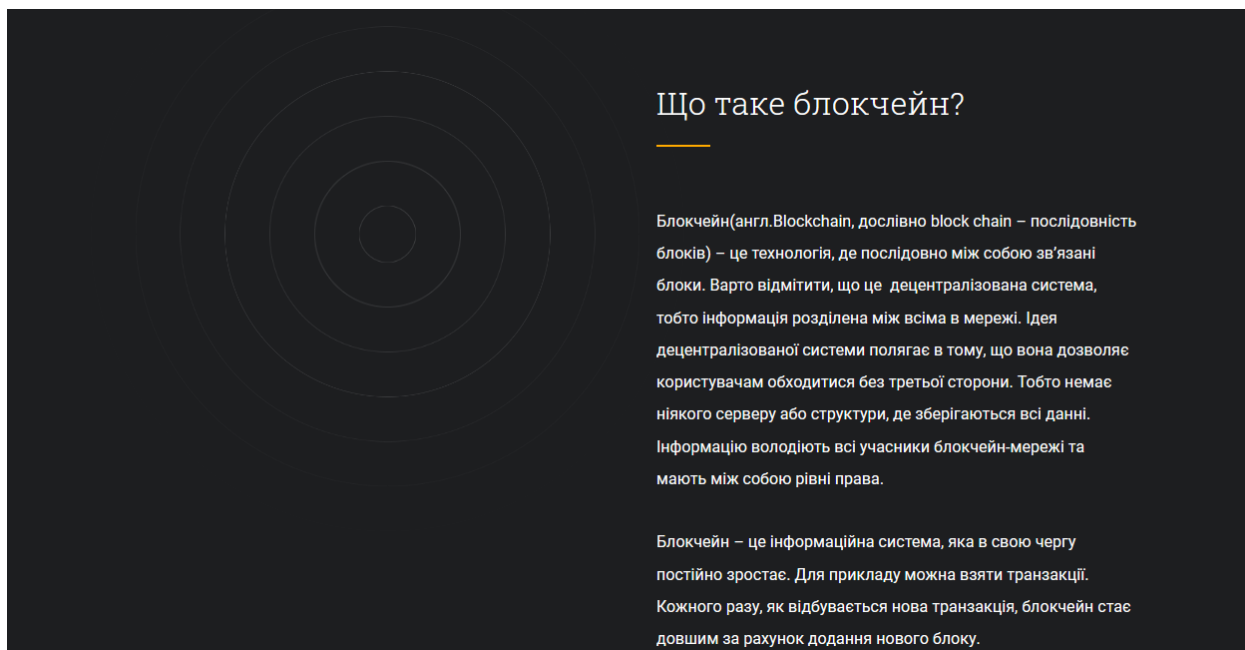 Що таке блокчейн?
Блокчейн(англ.Blockchain, дослівно block chain – послідовність
блоків) – це технологія, де послідовно між собою зв’язані
блоки. Варто відмітити, що це  децентралізована система,
тобто інформація розділена між всіма в мережі. Ідея
децентралізованої системи полягає в тому, що вона дозволяє
користувачам обходитися без третьої сторони. Тобто немає
ніякого серверу або структури, де зберігаються всі данні.
Інформацію володіють всі учасники блокчейн-мережі та
мають між собою рівні права.
Блокчейн – це інформаційна система, яка в свою чергу
постійно зростає. Для прикладу можна взяти транзакції.
Кожного разу, як відбувається нова транзакція, блокчейн стає
довшим за рахунок додання нового блоку.